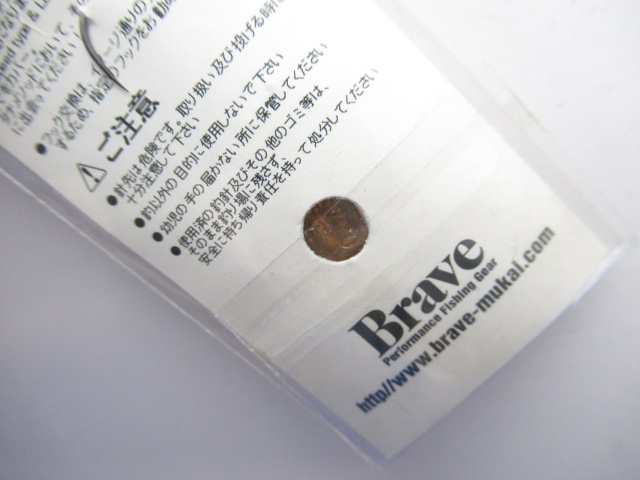 ご注意
●針先は危険です。取り扱い及び投げる時は
十分注意して下さい
●釣り以外の目的に使用しないで下さい
●幼児の手の届かない所に保管してください
●使用済の釣針及びその他のゴミ等は、
そのまま釣り場に残さず、
安全に持ち帰り責任を持って処分してください
Brave
Performance Fishing Gear
http//www.brave-mukai.com